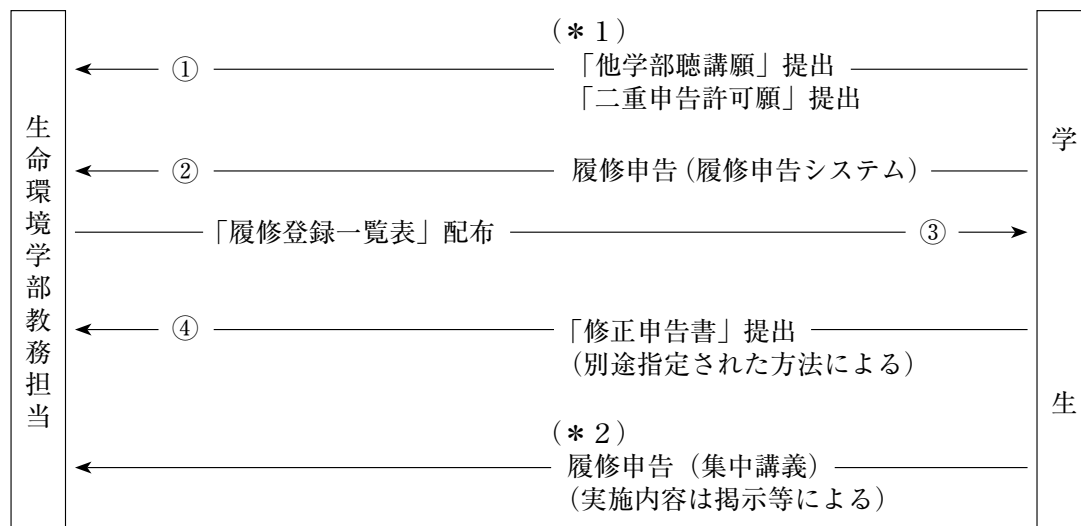 (＊1)
① 「他学部聴講願」提出
「二重申告許可願」提出
② 履修申告(履修申告システム)
「履修登録一覧表」配布 ③
④ 「修正申告書」提出
(別途指定された方法による)
(＊2)
履修申告(集中講義)
(実施内容は掲示等による)
生命環境学部教務担当
学生